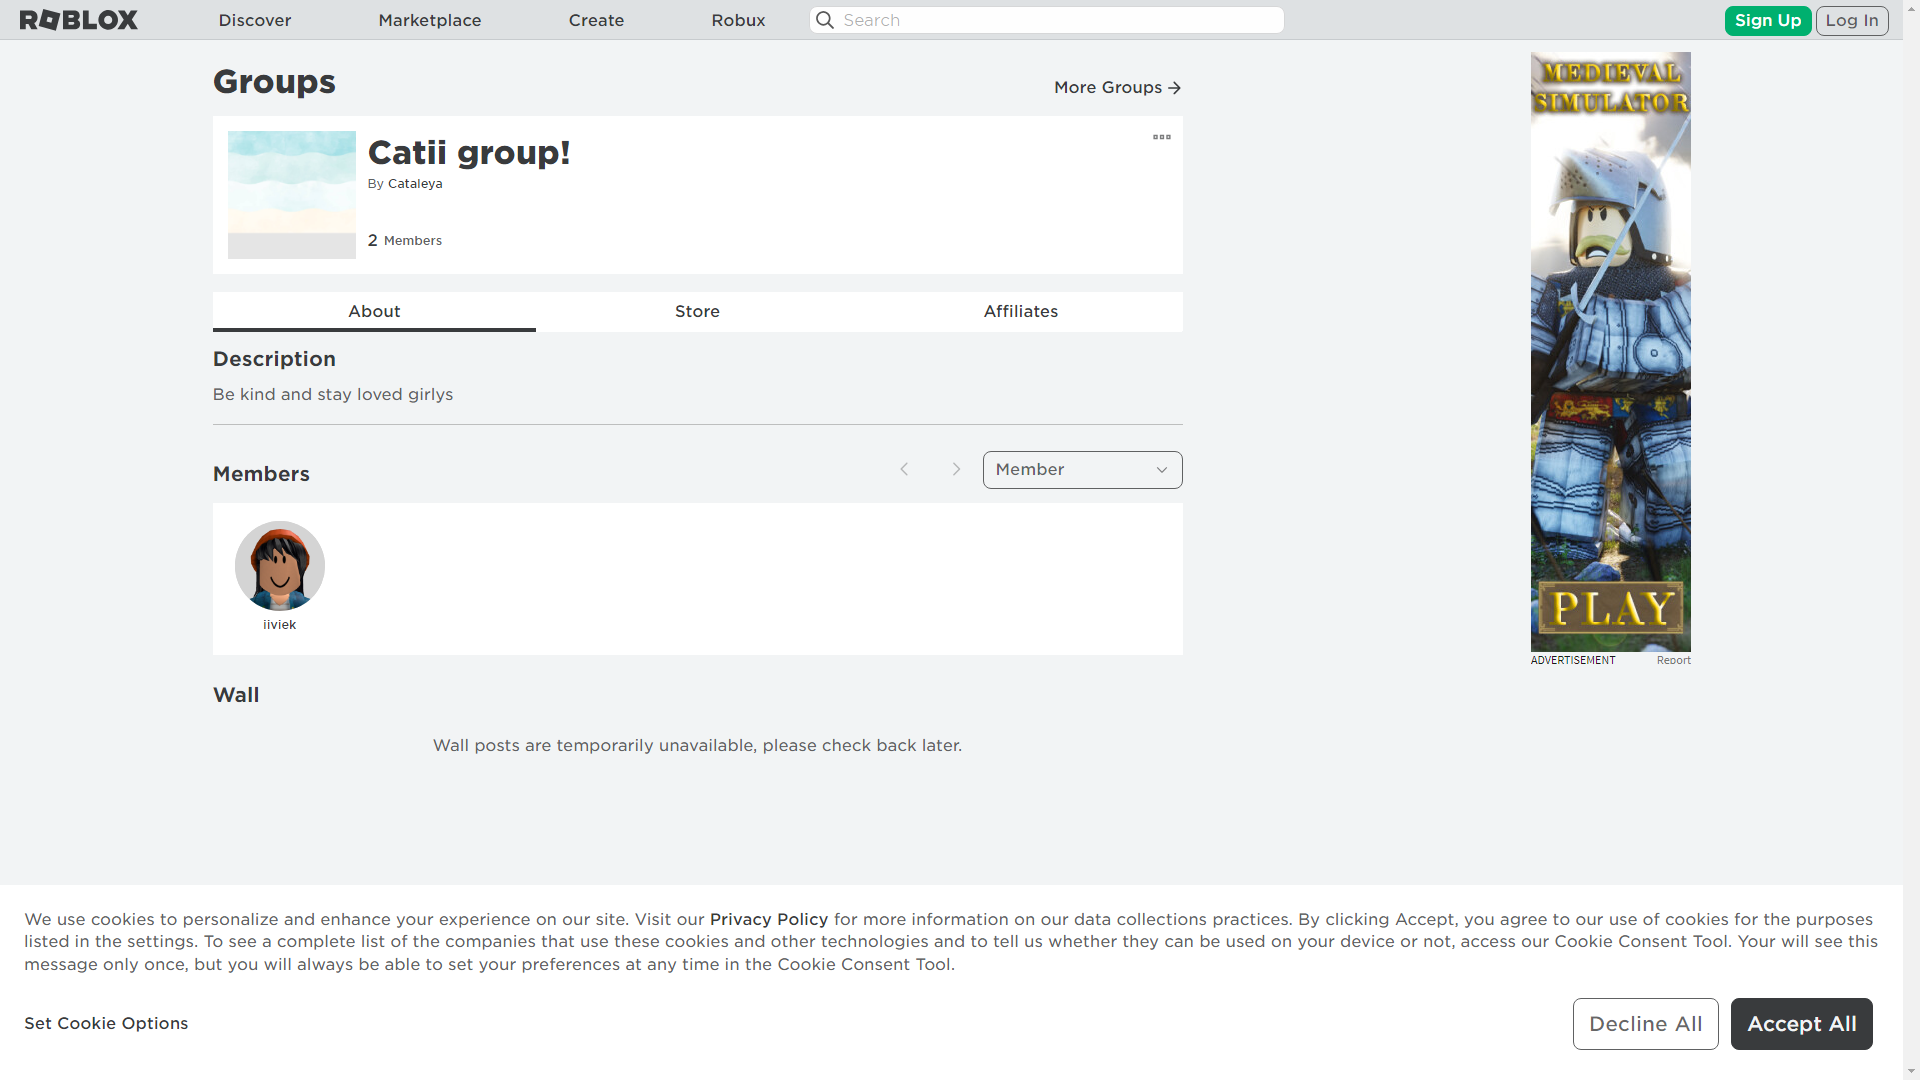 ROBLOX
Discover
Marketplace
Create
Robux
Search
Sign Up
Log In
Groups
More Groups
Catii group!
By Cataleya
2 Members
About
Store
Affiliates
Description
Be kind and stay loved girlys
Members
Member
iiviek
Wall
Wall posts are temporarily unavailable, please check back later.
MEDIEVAL
SIMULATOR
PLAY
ADVERTISEMENT
Report
We use cookies to personalize and enhance your experience on our site. Visit our Privacy Policy for more information on our data collections practices. By clicking Accept, you agree to our use of cookies for the purposes
listed in the settings. To see a complete list of the companies that use these cookies and other technologies and to tell us whether they can be used on your device or not, access our Cookie Consent Tool. Your will see this
message only once, but you will always be able to set your preferences at any time in the Cookie Consent Tool.
Set Cookie Options
Decline All
Accept All